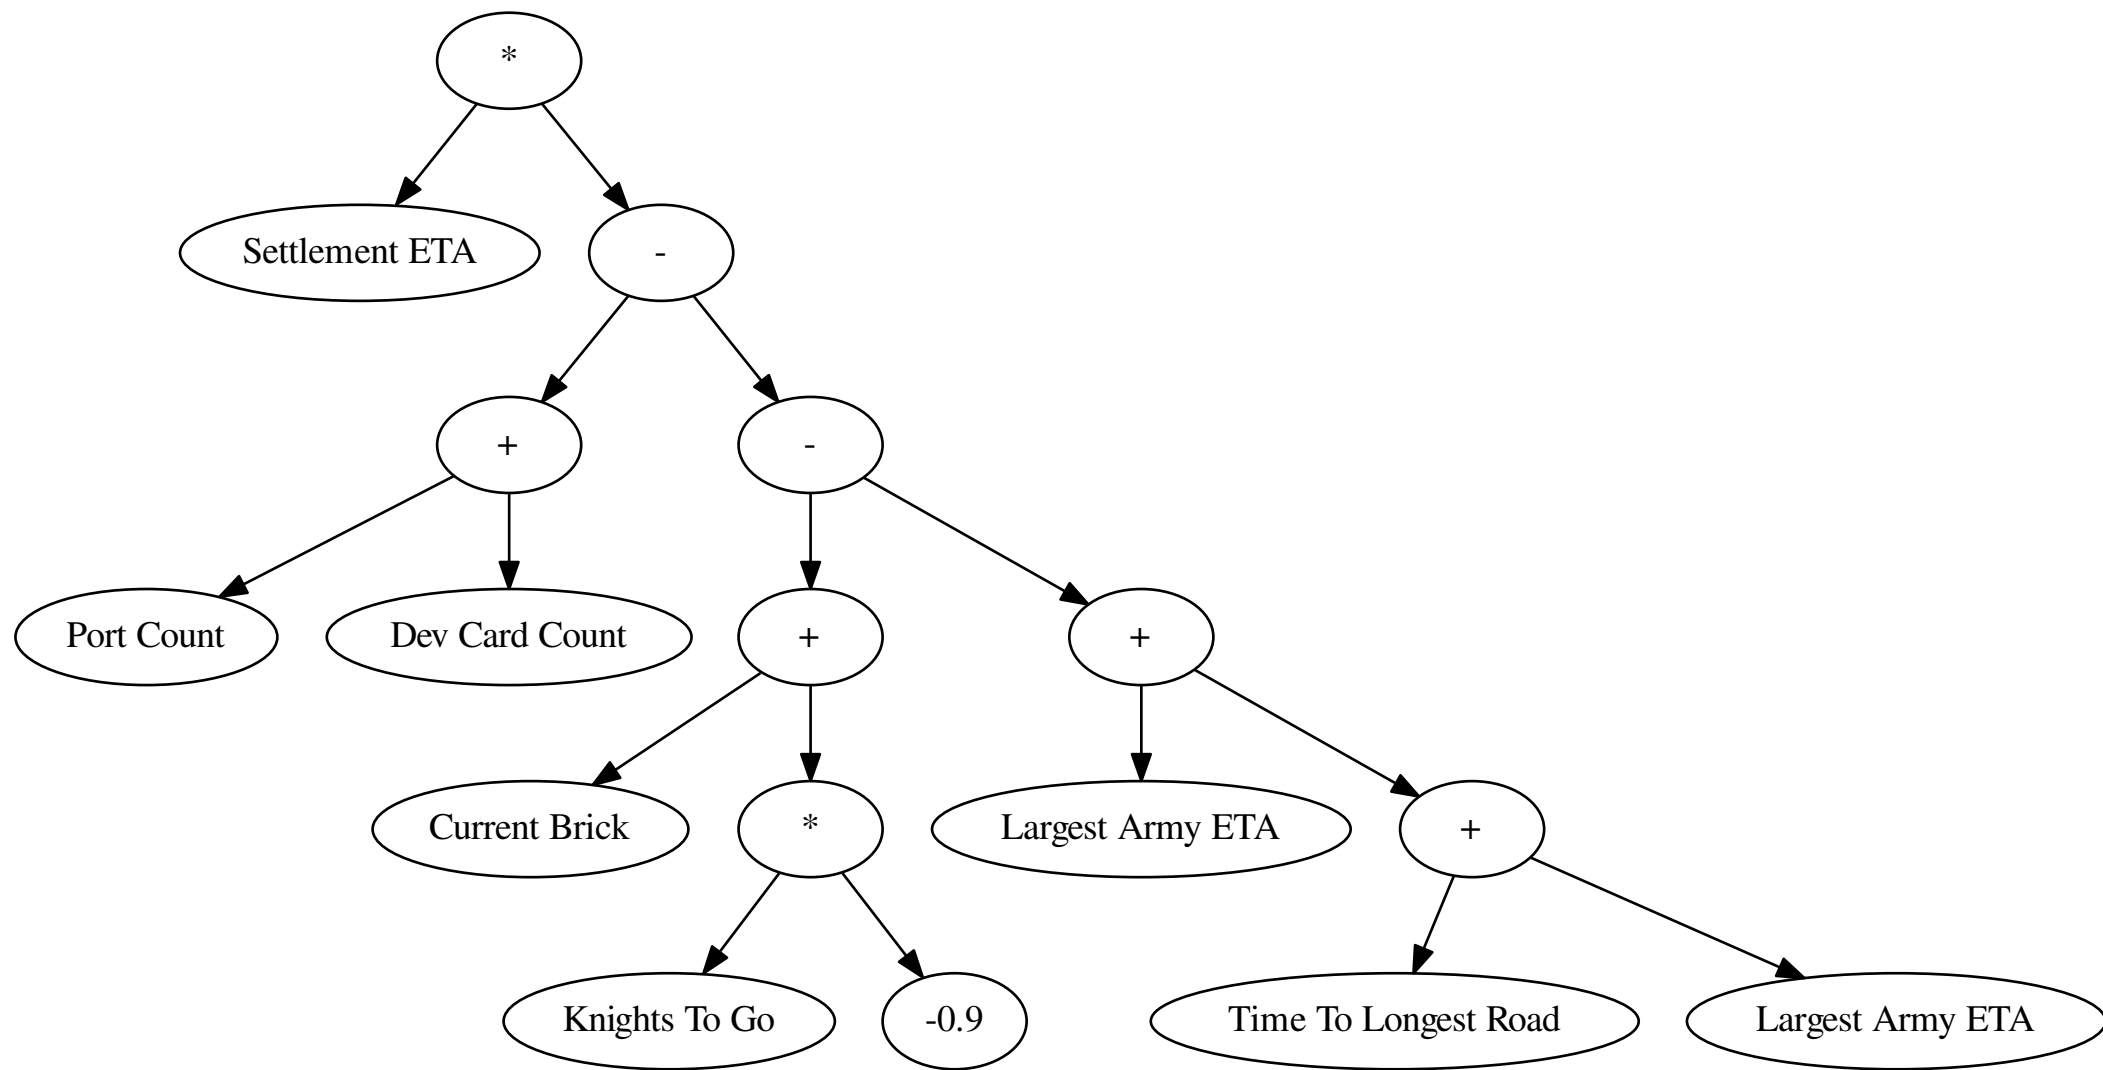 *
Settlement ETA
-
+
-
Port Count
Dev Card Count
+
+
Current Brick
*
Largest Army ETA
+
Knights To Go
-0.9
Time To Longest Road
Largest Army ETA